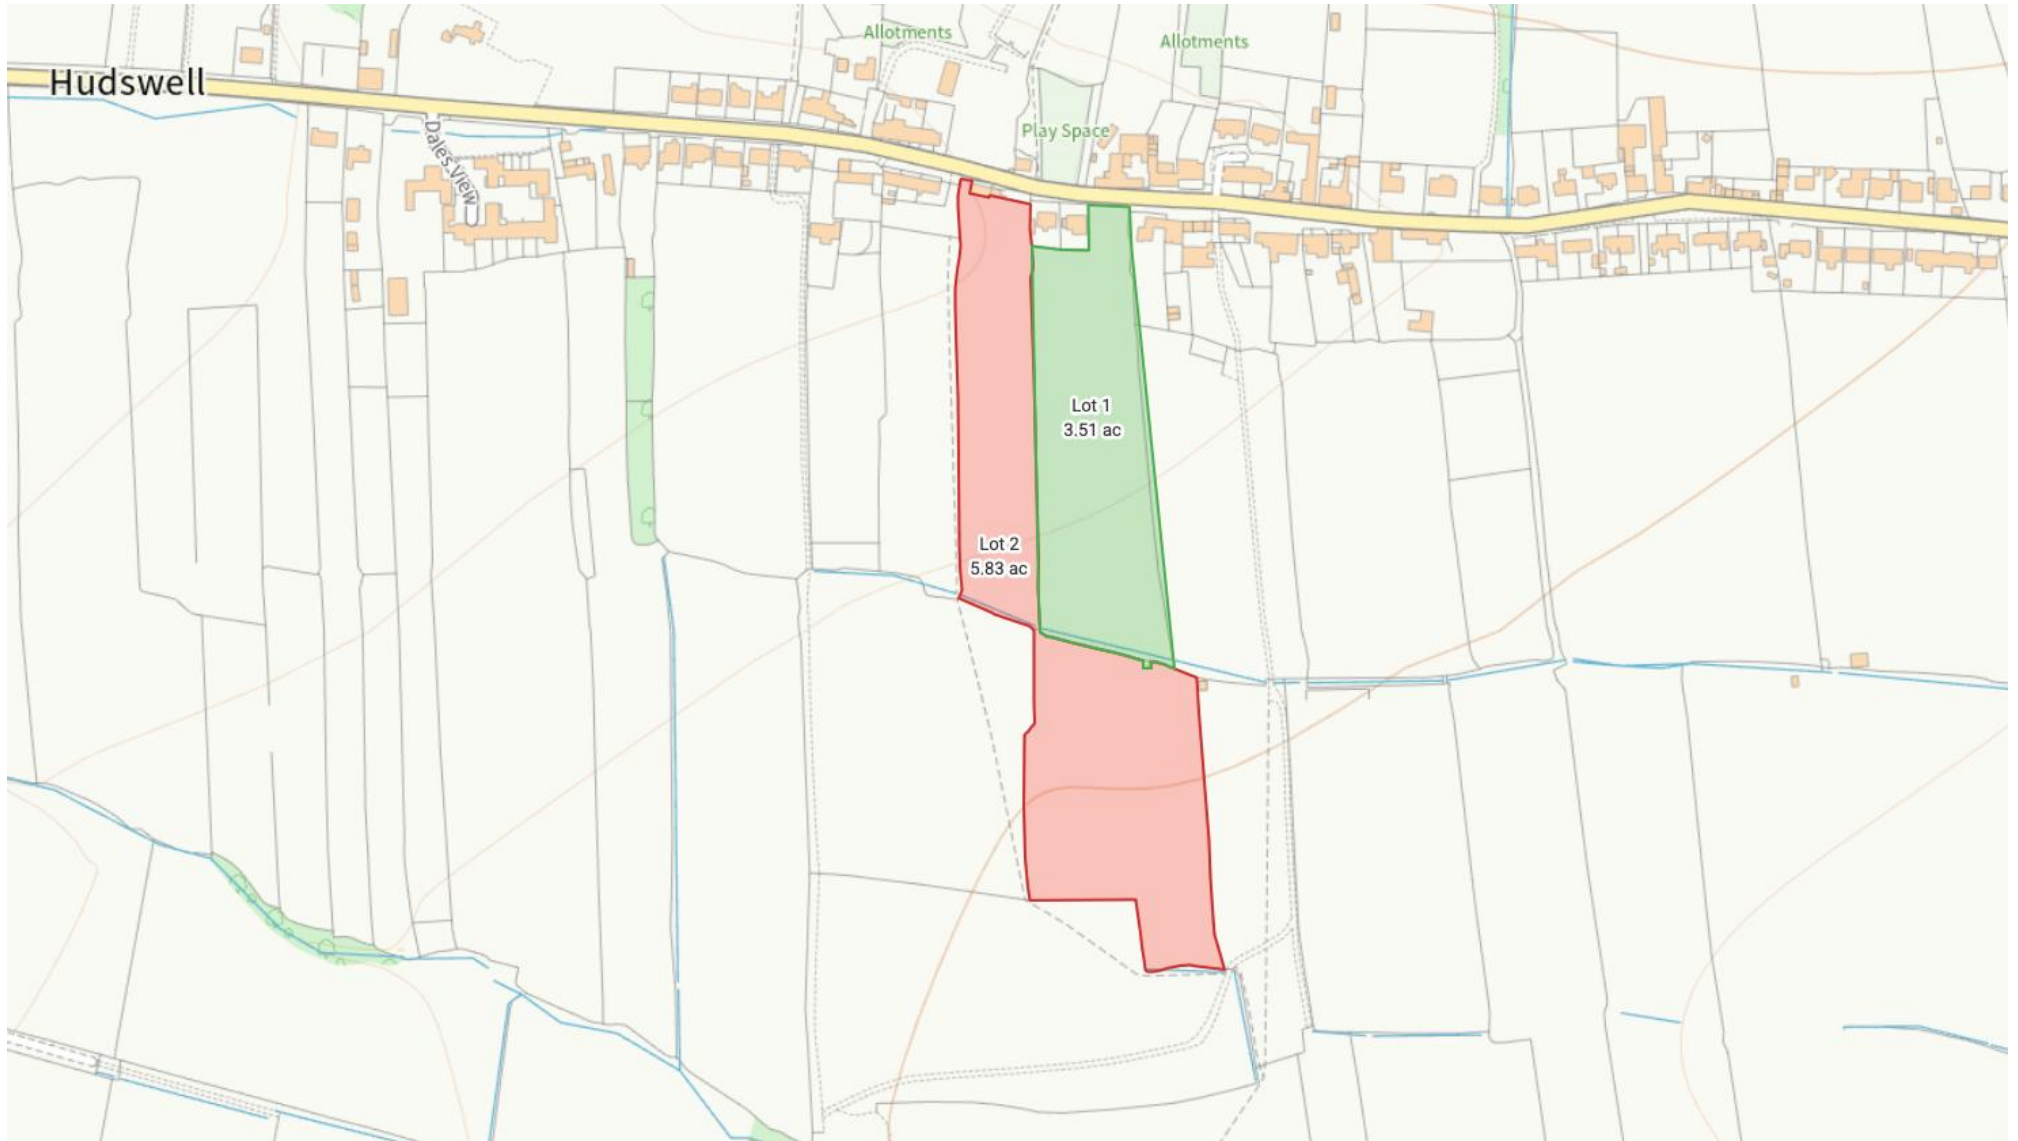 Allotments
Allotments
Hudswell
Play Space
Dales View
Lot 1
3.51 ac
Lot 2
5.83 ac